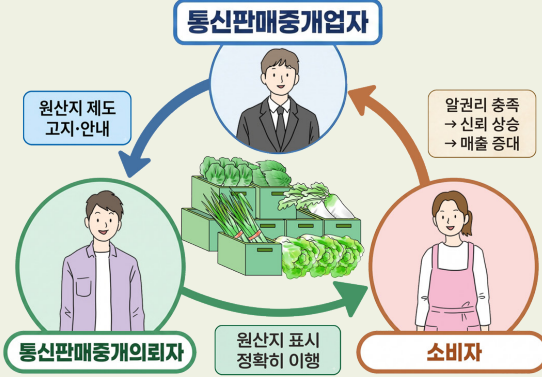 통신판매중개업자
원산지 제도
고지·안내
알권리 충족
→ 신뢰 상승
→ 매출 증대
통신판매중개의뢰자
원산지 표시
정확히 이행
소비자